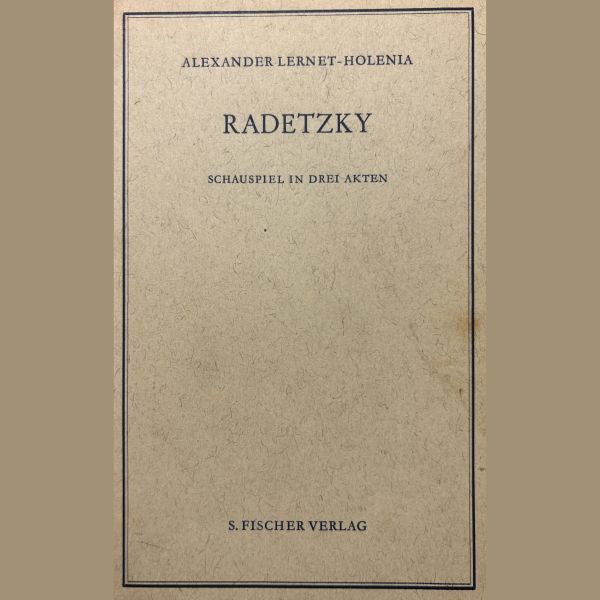 ALEXANDER LERNET-HOLENIA
RADETZKY
SCHAUSPIEL IN DREI AKTEN
S. FISCHER VERLAG